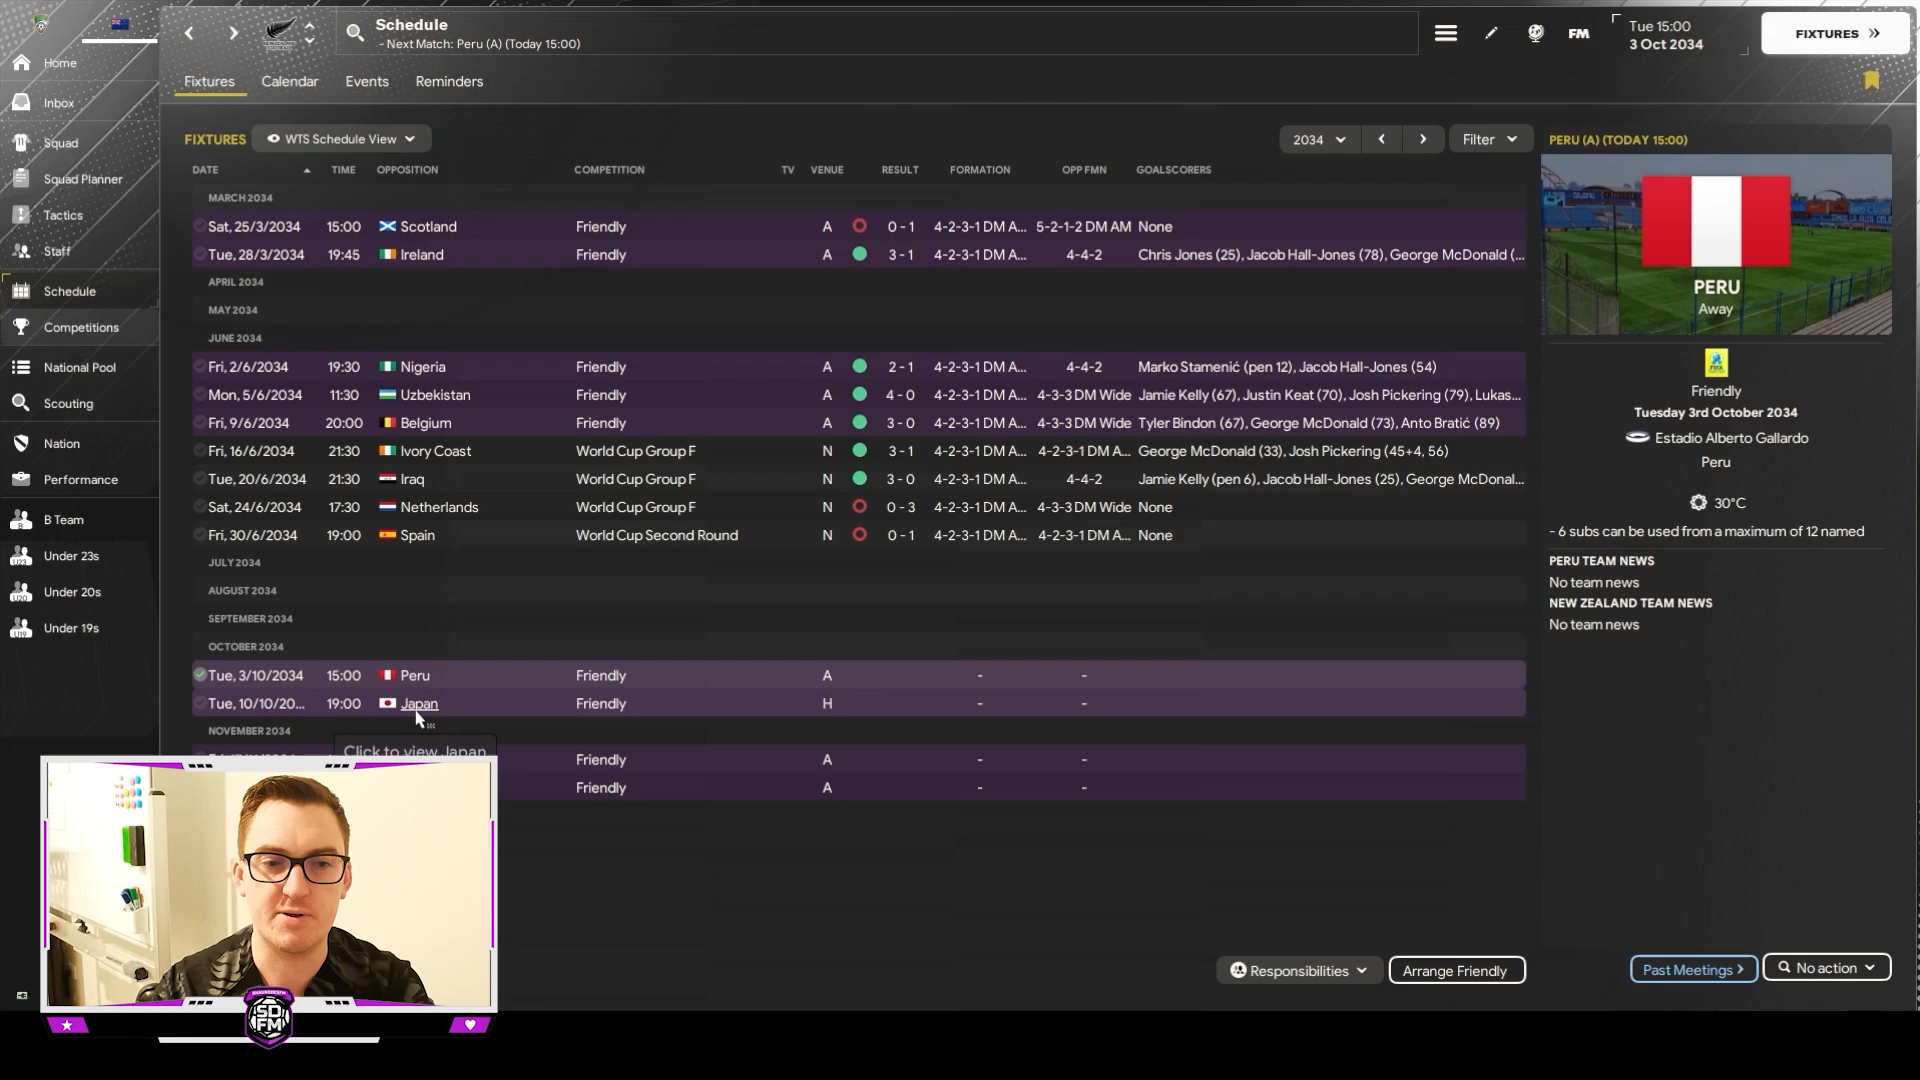 Schedule
- Next Match: Peru (A) (Today 15:00)
FM
Tue 15:00
3 Oct 2034
FIXTURES
Home
Inbox
Squad
Squad Planner
Tactics
Staff
Schedule
Competitions
National Pool
Scouting
Nation
Performance
B Team
Under 23s
Under 20s
Under 19s
Fixtures Calendar Events Reminders
FIXTURES WTS Schedule View 2034 Filter
DATE TIME OPPOSITION COMPETITION TV VENUE RESULT FORMATION OPP FMN GOALSCORERS
MARCH 2034
Sat, 25/3/2034 15:00 Scotland Friendly A 0 - 1 4-2-3-1 DM A... 5-2-1-2 DM AM None
Tue, 28/3/2034 19:45 Ireland Friendly A 3 - 1 4-2-3-1 DM A... 4-4-2 Chris Jones (25), Jacob Hall-Jones (78), George McDonald (...
APRIL 2034
MAY 2034
JUNE 2034
Fri, 2/6/2034 19:30 Nigeria Friendly A 2 - 1 4-2-3-1 DM A... 4-4-2 Marko Stamenić (pen 12), Jacob Hall-Jones (54)
Mon, 5/6/2034 11:30 Uzbekistan Friendly A 4 - 0 4-2-3-1 DM A... 4-3-3 DM Wide Jamie Kelly (67), Justin Keat (70), Josh Pickering (79), Lukas...
Fri, 9/6/2034 20:00 Belgium Friendly A 3 - 0 4-2-3-1 DM A... 4-3-3 DM Wide Tyler Bindon (67), George McDonald (73), Anto Bratić (89)
Fri, 16/6/2034 21:30 Ivory Coast World Cup Group F N 3 - 1 4-2-3-1 DM A... 4-2-3-1 DM A... George McDonald (33), Josh Pickering (45+4, 56)
Tue, 20/6/2034 21:30 Iraq World Cup Group F N 3 - 0 4-2-3-1 DM A... 4-4-2 Jamie Kelly (pen 6), Jacob Hall-Jones (25), George McDonal...
Sat, 24/6/2034 17:30 Netherlands World Cup Group F N 0 - 3 4-2-3-1 DM A... 4-3-3 DM Wide None
Fri, 30/6/2034 19:00 Spain World Cup Second Round N 0 - 1 4-2-3-1 DM A... 4-2-3-1 DM A... None
JULY 2034
AUGUST 2034
SEPTEMBER 2034
OCTOBER 2034
Tue, 3/10/2034 15:00 Peru Friendly A - -
Tue, 10/10/20... 19:00 Japan Friendly H - -
NOVEMBER 2034
Click to view Japan
Friendly A - -
Friendly A - -
Responsibilities Arrange Friendly
PERU (A) (TODAY 15:00)
PERU
Away
Friendly
Tuesday 3rd October 2034
Estadio Alberto Gallardo
Peru
30°C
- 6 subs can be used from a maximum of 12 named
PERU TEAM NEWS
No team news
NEW ZEALAND TEAM NEWS
No team news
Past Meetings No action
SD
FM